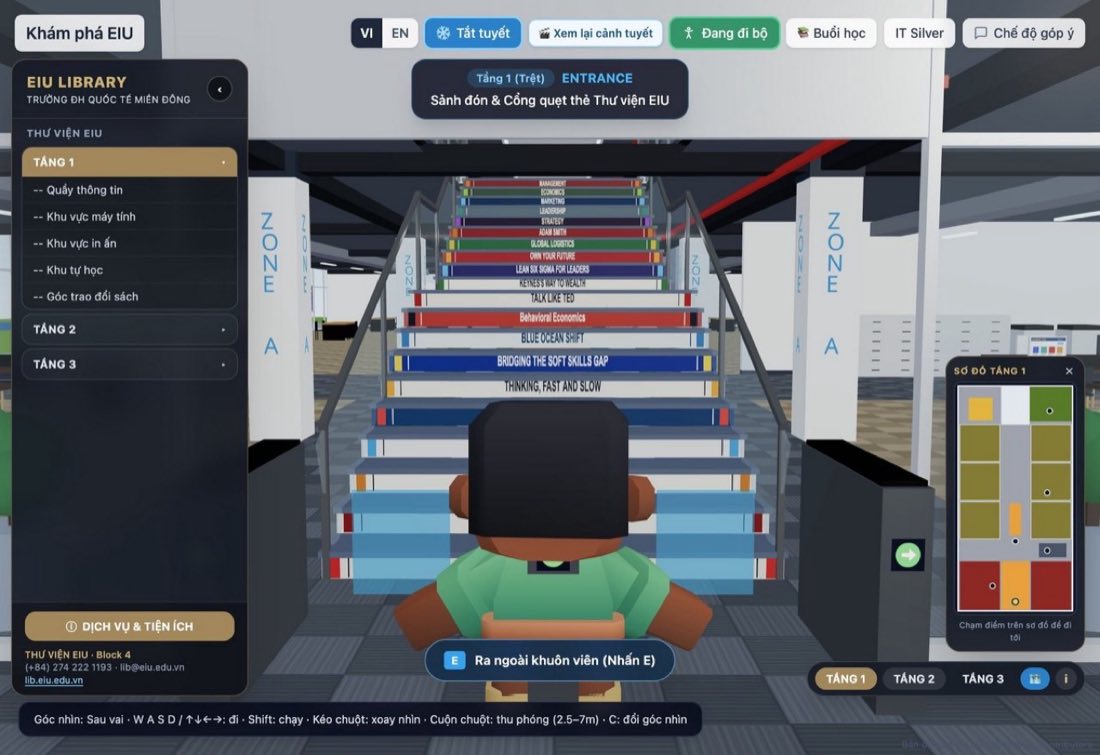 Khám phá EIU
VI EN
Tắt tuyết
Xem lại cảnh tuyết
Đang đi bộ
Buổi học
IT Silver
Chế độ góp ý
EIU LIBRARY
TRƯỜNG ĐH QUỐC TẾ MIỀN ĐÔNG
THƯ VIỆN EIU
TẦNG 1
-- Quầy thông tin
-- Khu vực máy tính
-- Khu vực in ấn
-- Khu tự học
-- Góc trao đổi sách
TẦNG 2
TẦNG 3
DỊCH VỤ & TIỆN ÍCH
THƯ VIỆN EIU · Block 4
(+84) 274 222 1193 · lib@eiu.edu.vn
lib.eiu.edu.vn
Tầng 1 (Trệt) ENTRANCE
Sảnh đón & Cổng quẹt thẻ Thư viện EIU
MANAGEMENT
ECONOMICS
MARKETING
LEADERSHIP
STRATEGY
ADAM SMITH
GLOBAL LOGISTICS
OWN YOUR FUTURE
LEAN SIX SIGMA FOR LEADERS
KEYNES'S WAY TO WEALTH
TALK LIKE TED
Behavioral Economics
BLUE OCEAN SHIFT
BRIDGING THE SOFT SKILLS GAP
THINKING, FAST AND SLOW
ZONE A
ZONE A
ZONE
ZONE
ZONE A
ZONE A
SƠ ĐỒ TẦNG 1
Chạm điểm trên sơ đồ để đi
tới
E Ra ngoài khuôn viên (Nhấn E)
TẦNG 1 TẦNG 2 TẦNG 3 i
Góc nhìn: Sau vai · W A S D / ↑↓←→: đi · Shift: chạy · Kéo chuột: xoay nhìn · Cuộn chuột: thu phóng (2.5–7m) · C: đổi góc nhìn